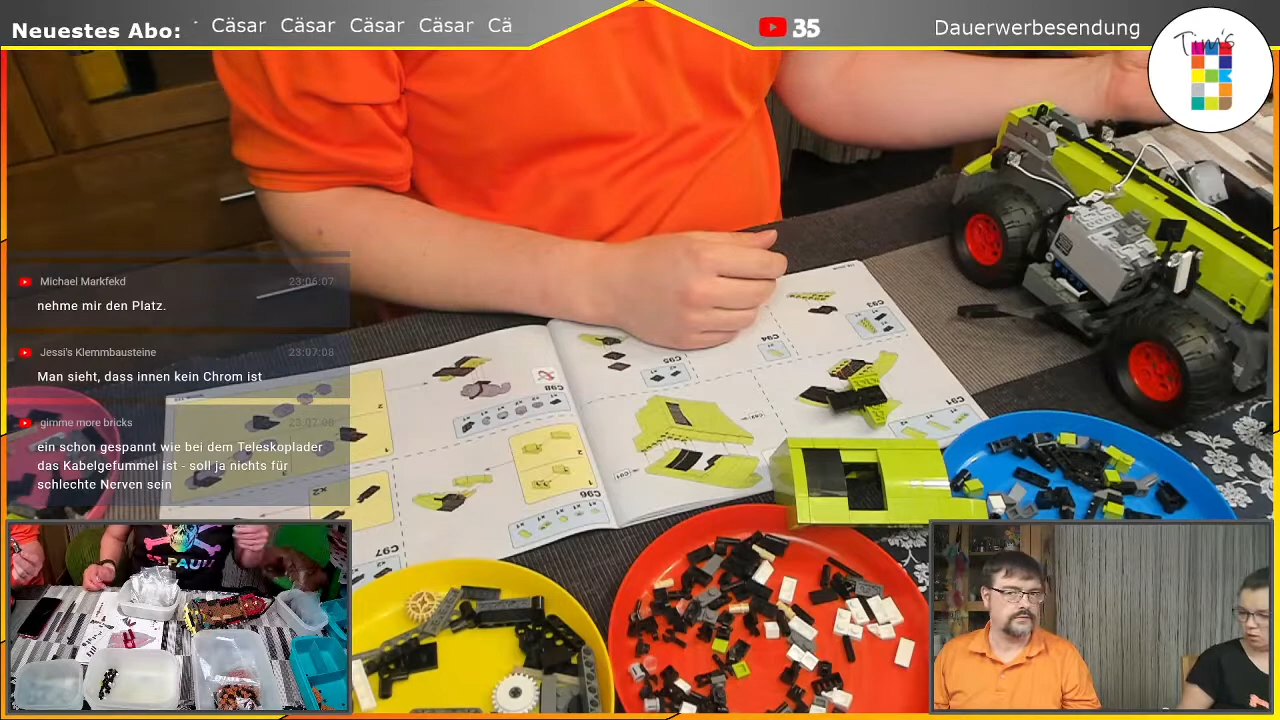 Neuestes Abo:
Cäsar Cäsar Cäsar Cäsar Cä
35
Dauerwerbesendung
Tim's
Michael Markfekd 23:06:07
nehme mir den Platz.
Jessi's Klemmbausteine 23:07:08
Man sieht, dass innen kein Chrom ist
gimme more bricks
ein schon gespannt wie bei dem Teleskoplader
das Kabelgefummel ist - soll ja nichts für
schlechte Nerven sein
C93
C94
C95
C91
C98
C96
C97
ST.PAULI